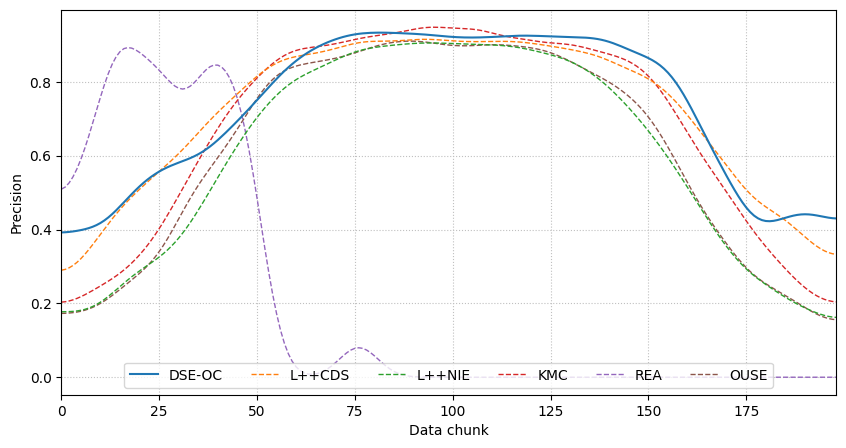 Precision
0.8
0.6
0.4
0.2
0.0
DSE-OC L++CDS L++NIE KMC REA OUSE
0 25 50 75 100 125 150 175
Data chunk